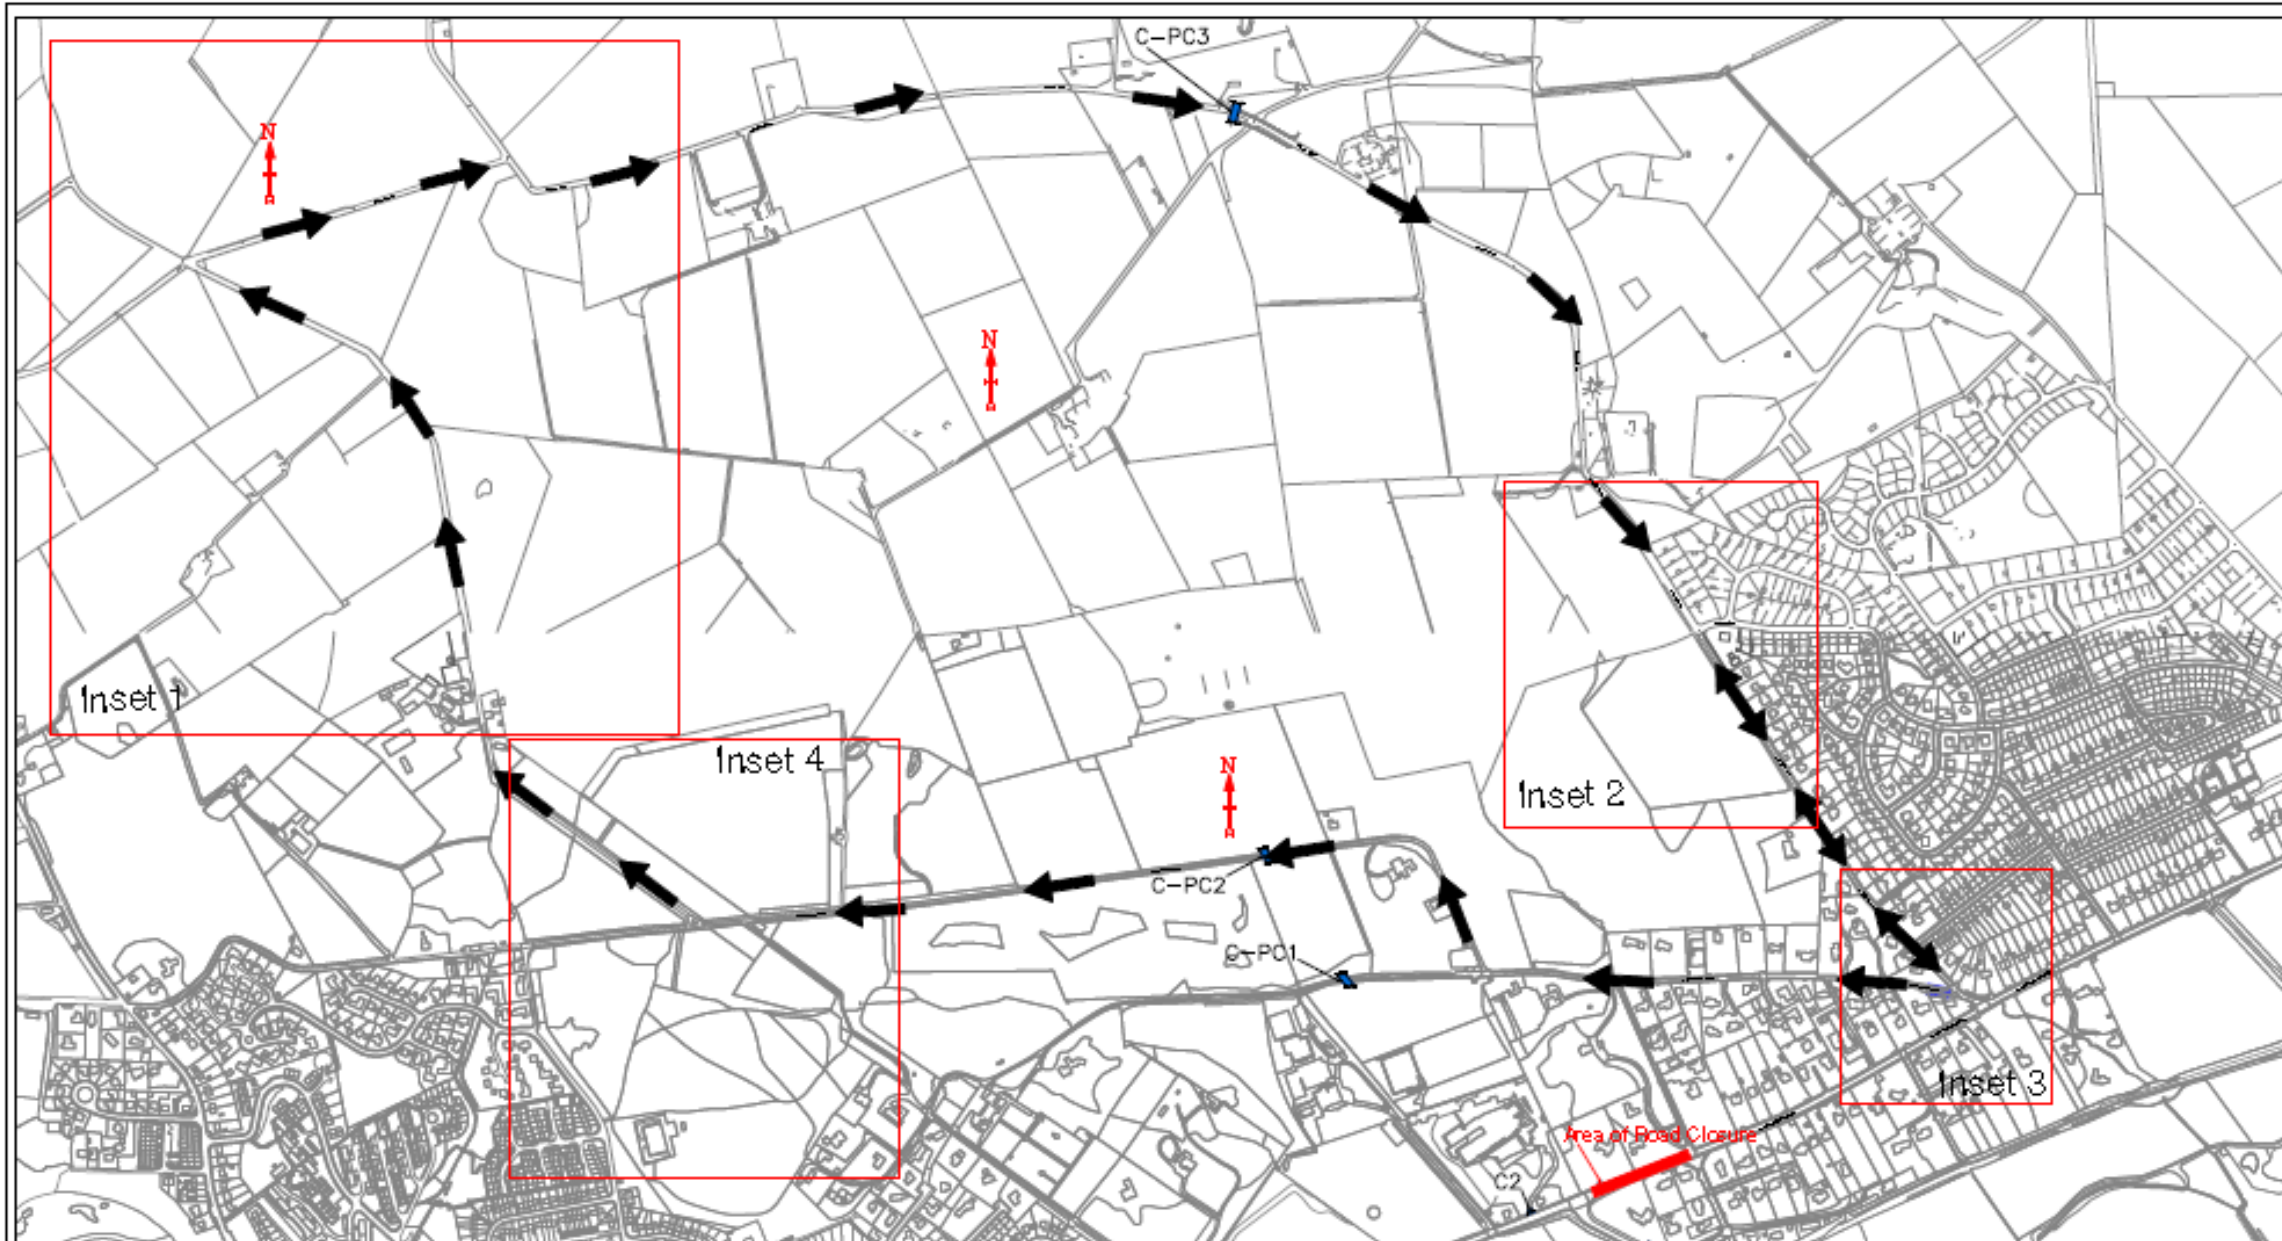 C-PC3
N
N
Inset 1
Inset 4
N
Inset 2
C-PC2
C-PC1
Inset 3
Area of Road Closure
C2